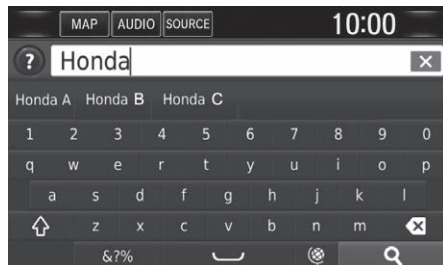 MAP AUDIO SOURCE 10:00
? Honda
Honda A Honda B Honda C
1 2 3 4 5 6 7 8 9 0
q w e r t y u i o p
a s d f g h j k l
z x c v b n m
&?%